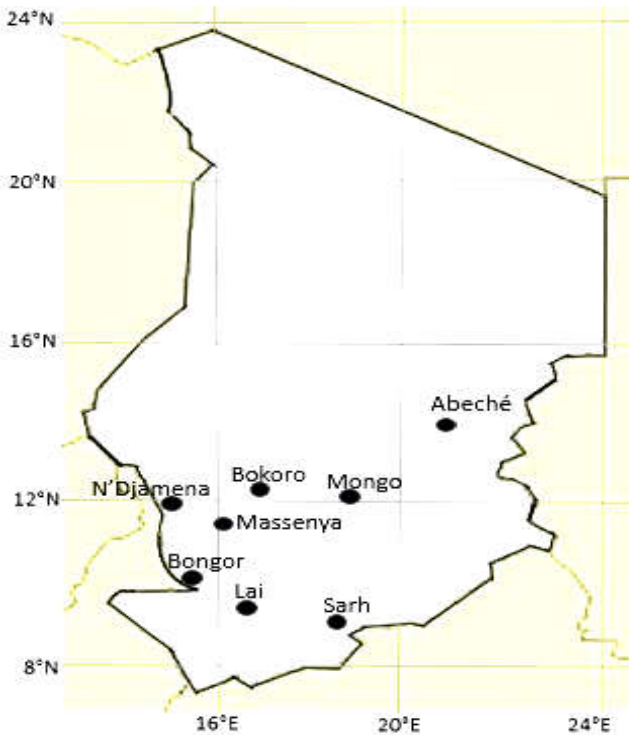 24°N
20°N
16°N
Abeché
Bokoro
Mongo
N'Djamena
12°N
Massenya
Bongor
Lai
Sarh
8°N
16°E
20°E
24°E